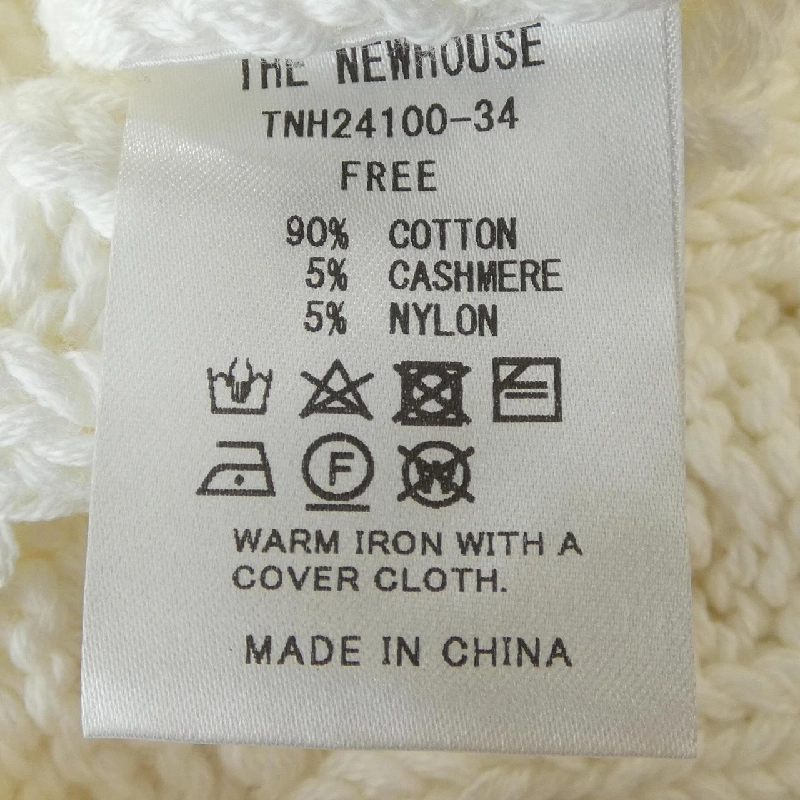 THE NEWHOUSE
TNH24100-34
FREE
90% COTTON
5% CASHMERE
5% NYLON
F
W
WARM IRON WITH A
COVER CLOTH.
MADE IN CHINA